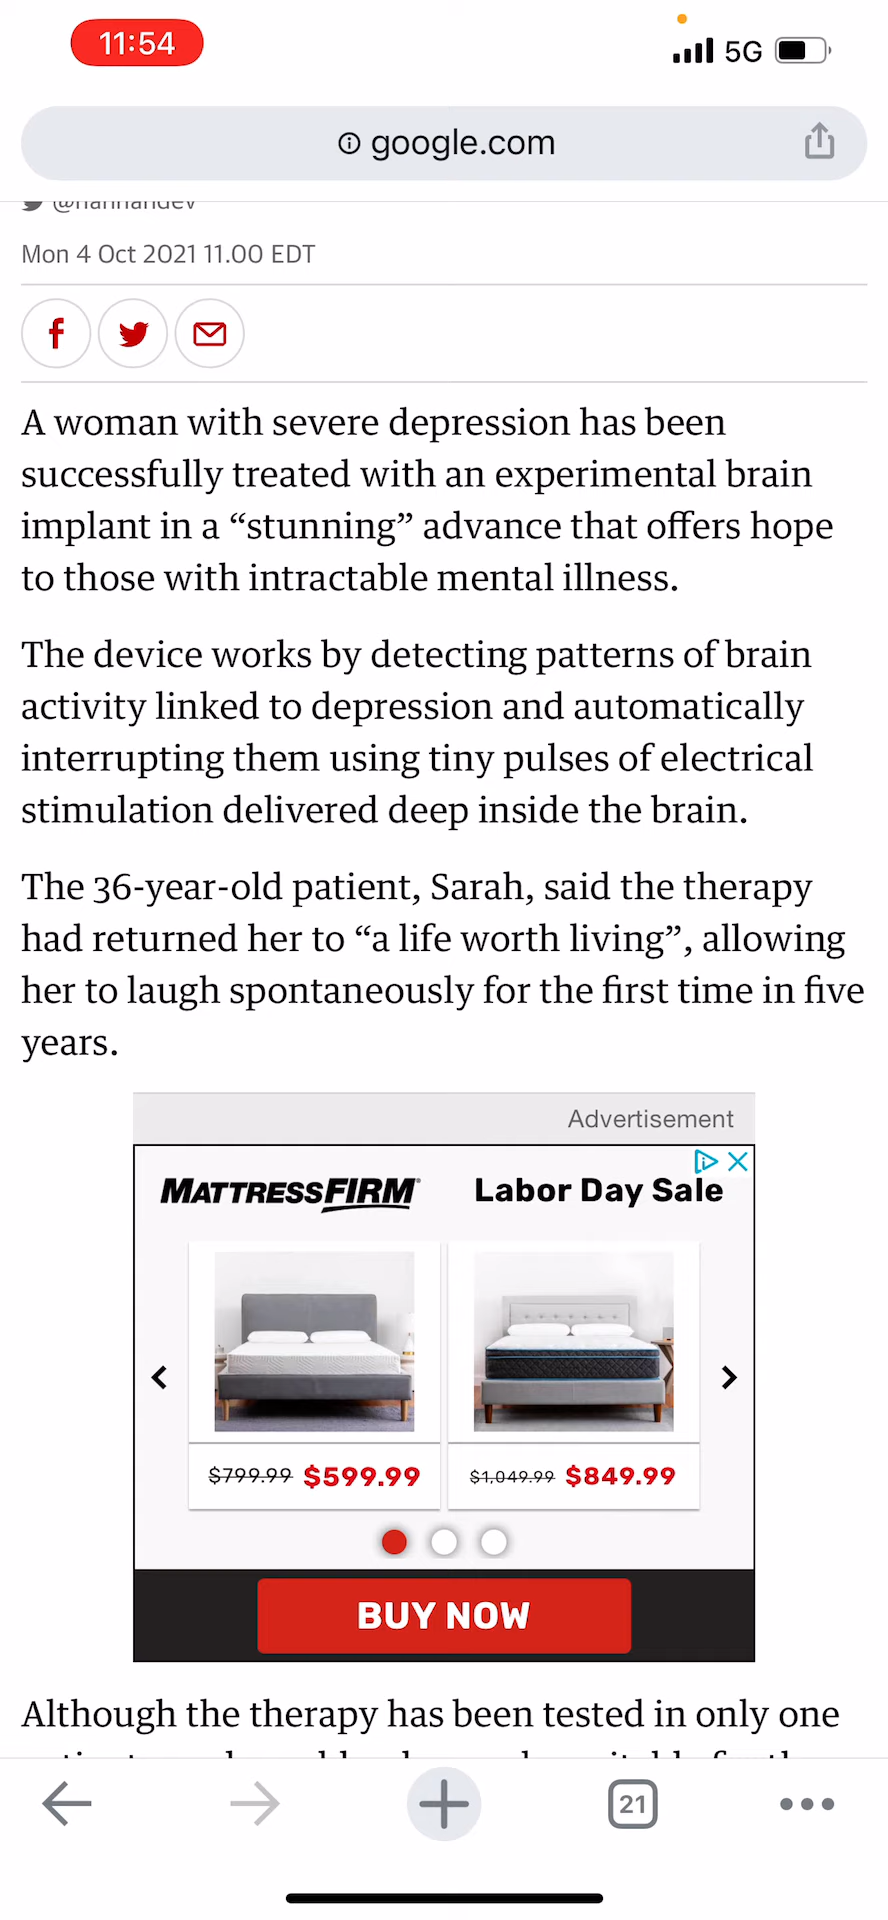 11:54
5G
google.com
@hannahdev
Mon 4 Oct 2021 11.00 EDT
A woman with severe depression has been
successfully treated with an experimental brain
implant in a “stunning” advance that offers hope
to those with intractable mental illness.
The device works by detecting patterns of brain
activity linked to depression and automatically
interrupting them using tiny pulses of electrical
stimulation delivered deep inside the brain.
The 36-year-old patient, Sarah, said the therapy
had returned her to “a life worth living”, allowing
her to laugh spontaneously for the first time in five
years.
Advertisement
MATTRESSFIRM Labor Day Sale
$799.99 $599.99 $1,049.99 $849.99
BUY NOW
Although the therapy has been tested in only one
21